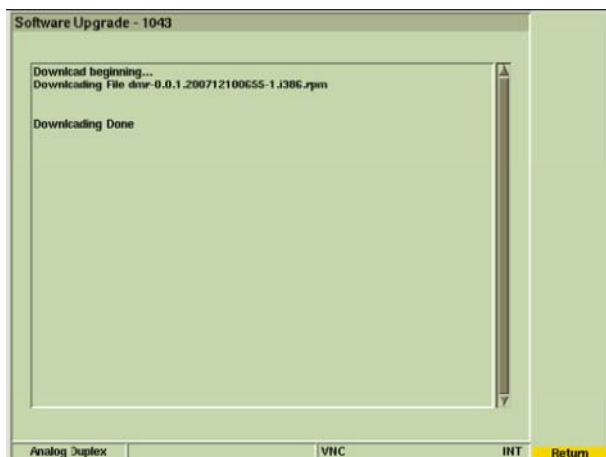 Software Upgrade - 1043
Download beginning...
Downloading File dmr-0.0.1.200712100655-1.i386.rpm
Downloading Done
Analog Duplex
VNC
INT
Return